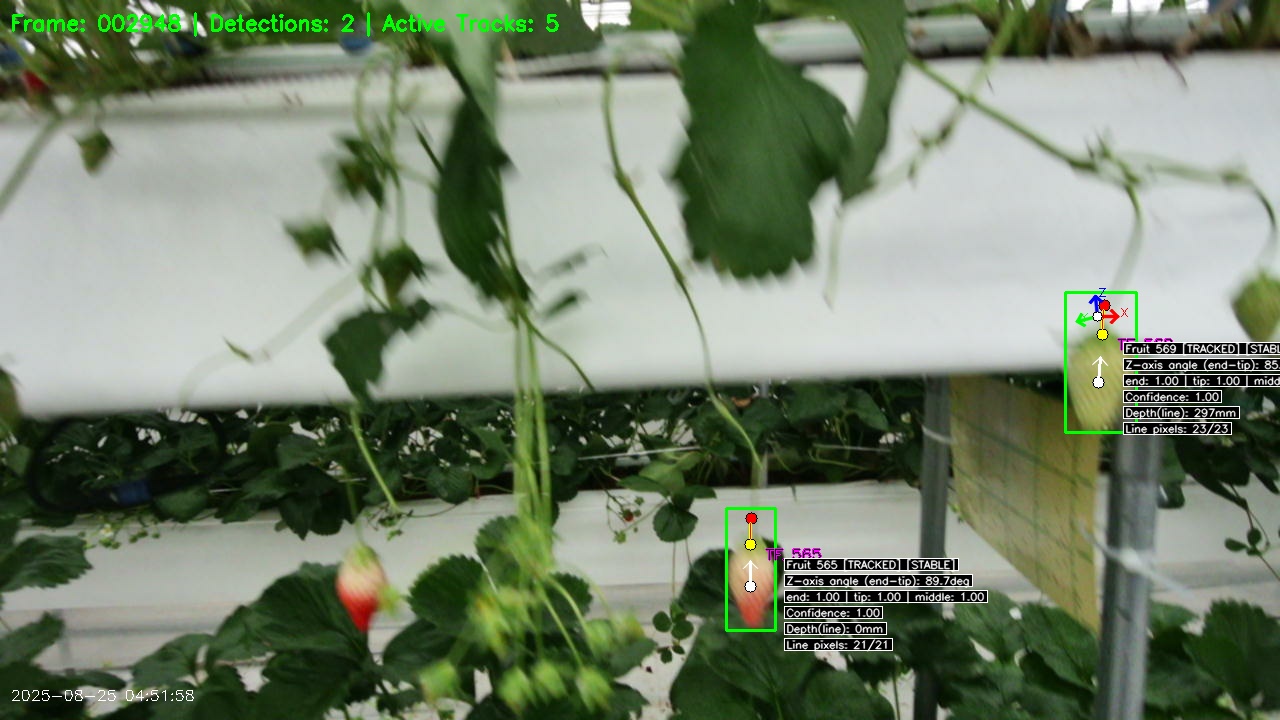 Frame: 002948 | Detections: 2 | Active Tracks: 5
Z
X
Fruit 569 [TRACKED] [STABL
Z-axis angle (end-tip): 85.
end: 1.00 | tip: 1.00 | midd
Confidence: 1.00
Depth(line): 297mm
Line pixels: 23/23
TF_565
Fruit 565 [TRACKED] [STABLE]
Z-axis angle (end-tip): 89.7deg
end: 1.00 | tip: 1.00 | middle: 1.00
Confidence: 1.00
Depth(line): 0mm
Line pixels: 21/21
2025-08-25 04:51:58